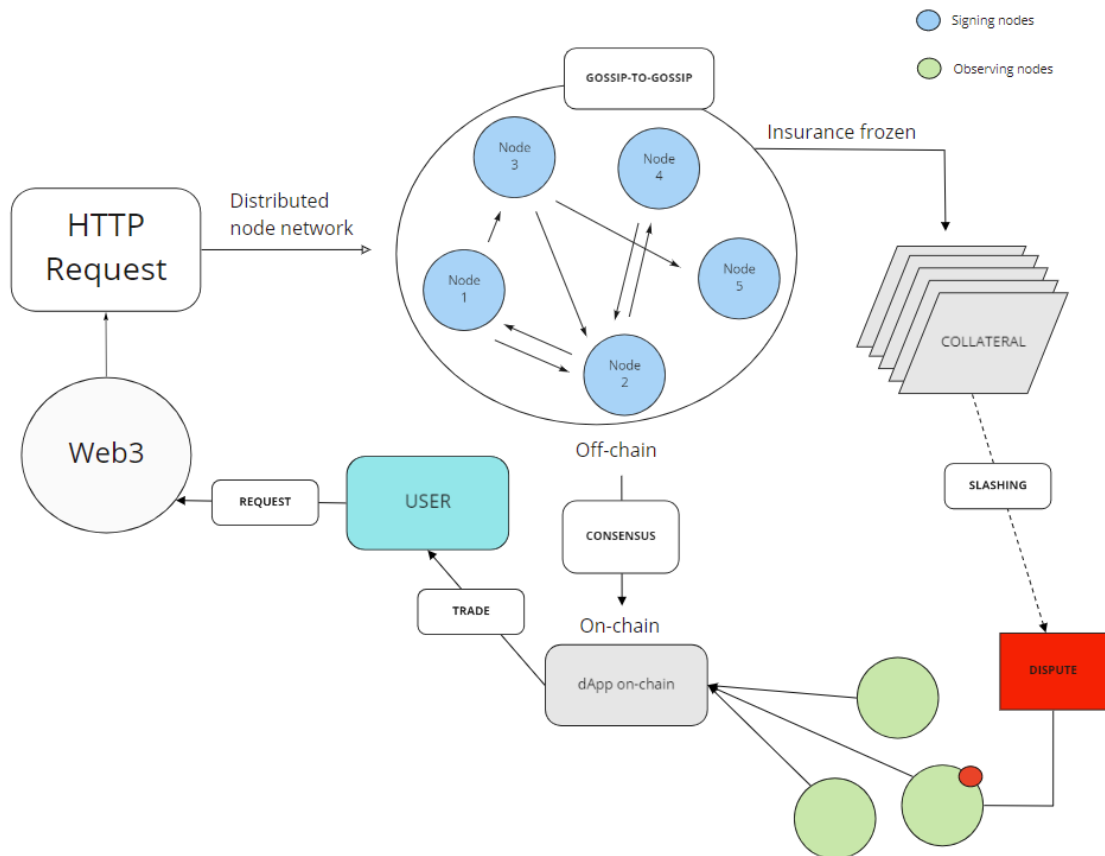 Signing nodes
Observing nodes
GOSSIP-TO-GOSSIP
Insurance frozen
Node
3
Node
4
Distributed
node network
HTTP
Request
Node
1
Node
5
Node
2
COLLATERAL
Web3
Off-chain
REQUEST
USER
SLASHING
CONSENSUS
TRADE
On-chain
dApp on-chain
DISPUTE